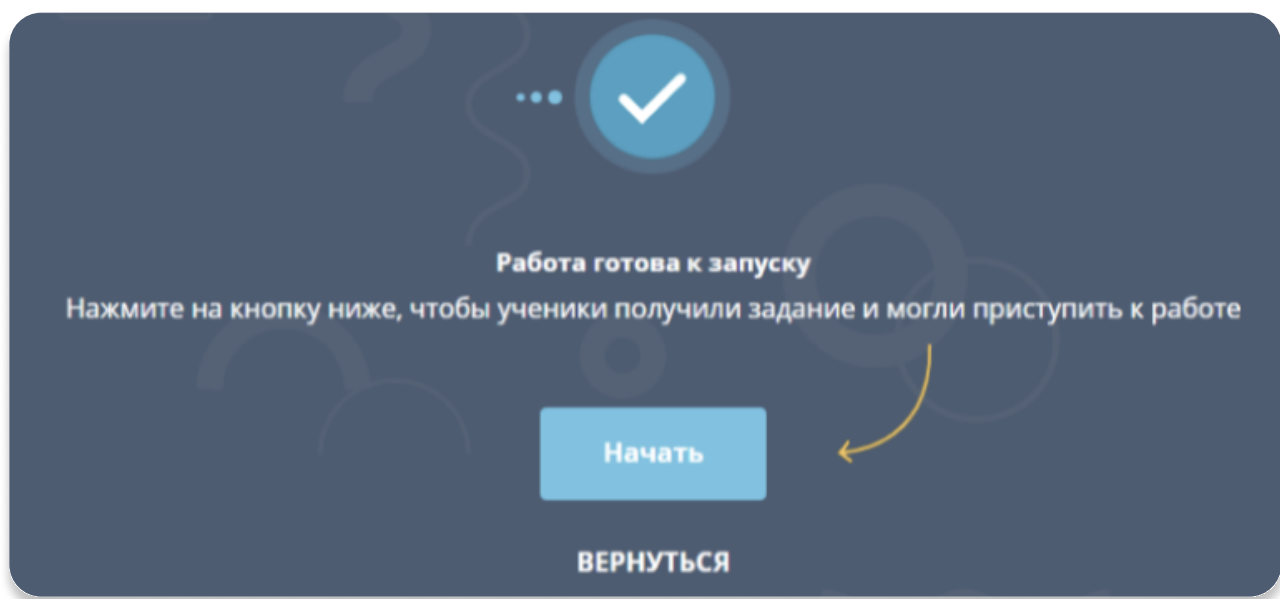 Работа готова к запуску
Нажмите на кнопку ниже, чтобы ученики получили задание и могли приступить к работе
Начать
ВЕРНУТЬСЯ